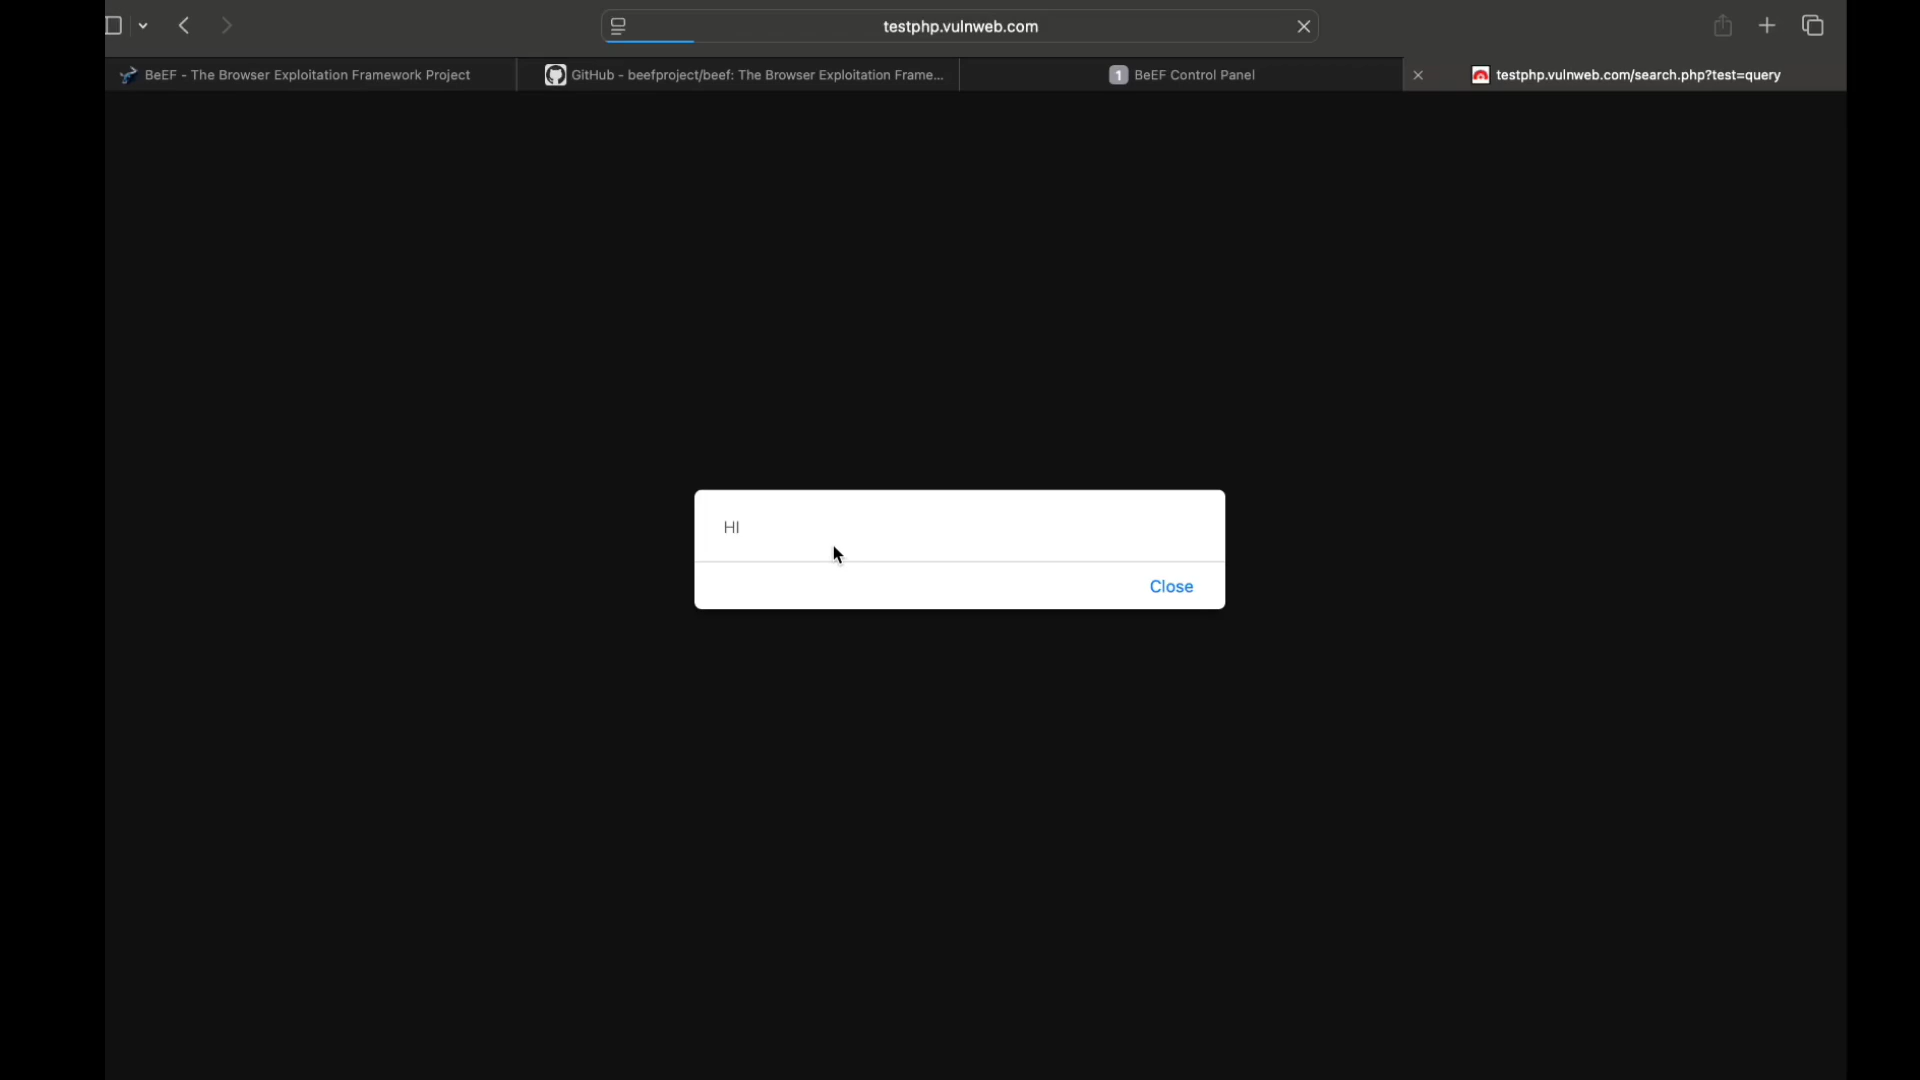 testphp.vulnweb.com
BeEF - The Browser Exploitation Framework Project
GitHub - beefproject/beef: The Browser Exploitation Frame...
1 BeEF Control Panel
testphp.vulnweb.com/search.php?test=query
HI
Close